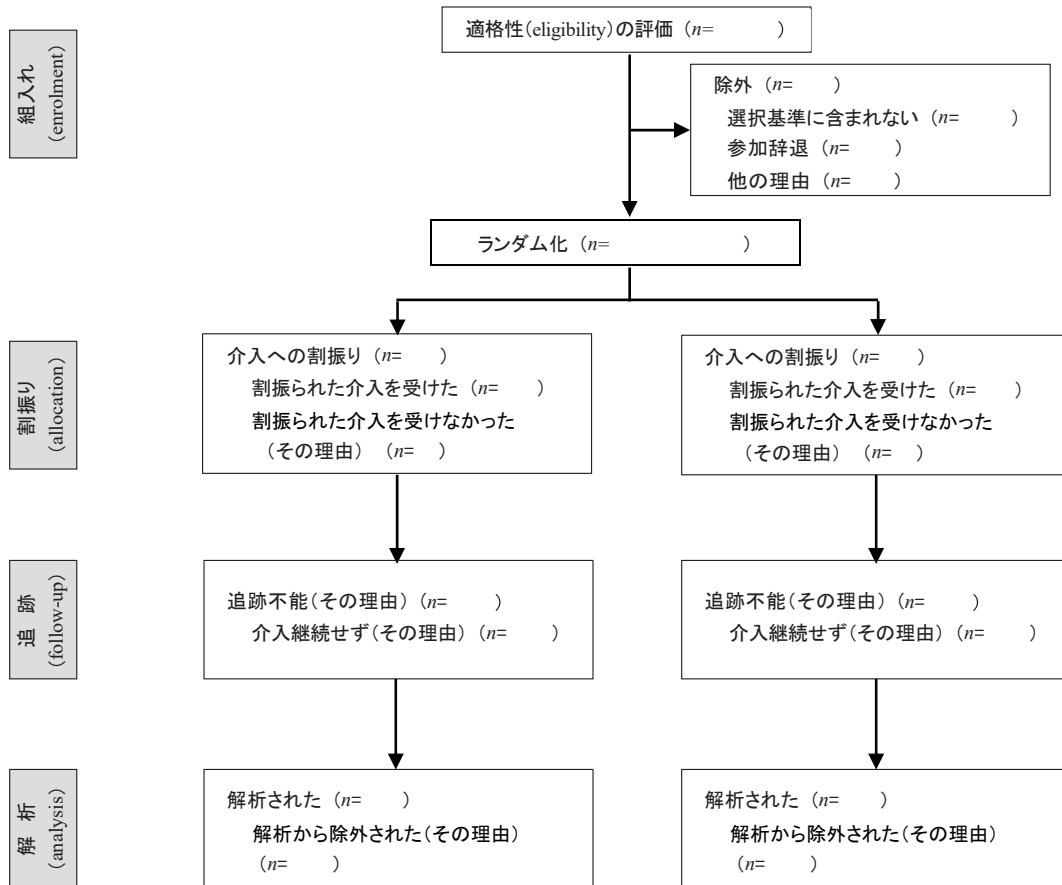 適格性(eligibility)の評価 (n= )
組入れ
(enrolment)
除外 (n= )
選択基準に含まれない (n= )
参加辞退 (n= )
他の理由 (n= )
ランダム化 (n= )
割振り
(allocation)
介入への割振り (n= )
割振られた介入を受けた (n= )
割振られた介入を受けなかった
(その理由) (n= )
介入への割振り (n= )
割振られた介入を受けた (n= )
割振られた介入を受けなかった
(その理由) (n= )
追 跡
(follow-up)
追跡不能(その理由) (n= )
介入継続せず(その理由) (n= )
追跡不能(その理由) (n= )
介入継続せず(その理由) (n= )
解 析
(analysis)
解析された (n= )
解析から除外された(その理由)
(n= )
解析された (n= )
解析から除外された(その理由)
(n= )